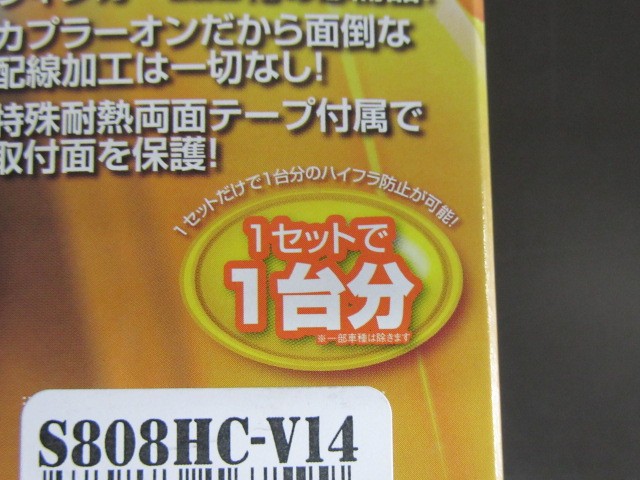 カプラーオンだから面倒な
配線加工は一切なし!
特殊耐熱両面テープ付属で
取付面を保護!
1セットだけで1台分のハイフラ防止が可能!
1セットで
1台分
※一部車種は除きます
S808HC-V14